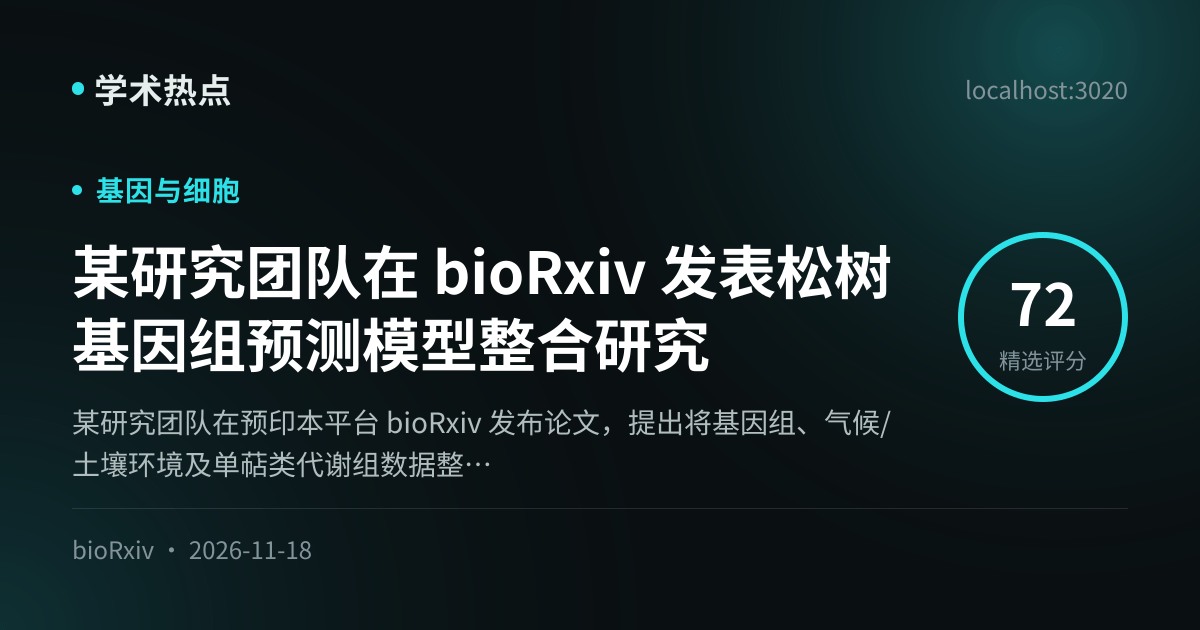 学术热点
localhost:3020
基因与细胞
某研究团队在 bioRxiv 发表松树
基因组预测模型整合研究
72
精选评分
某研究团队在预印本平台 bioRxiv 发布论文，提出将基因组、气候/
土壤环境及单萜类代谢组数据整…
bioRxiv · 2026-11-18